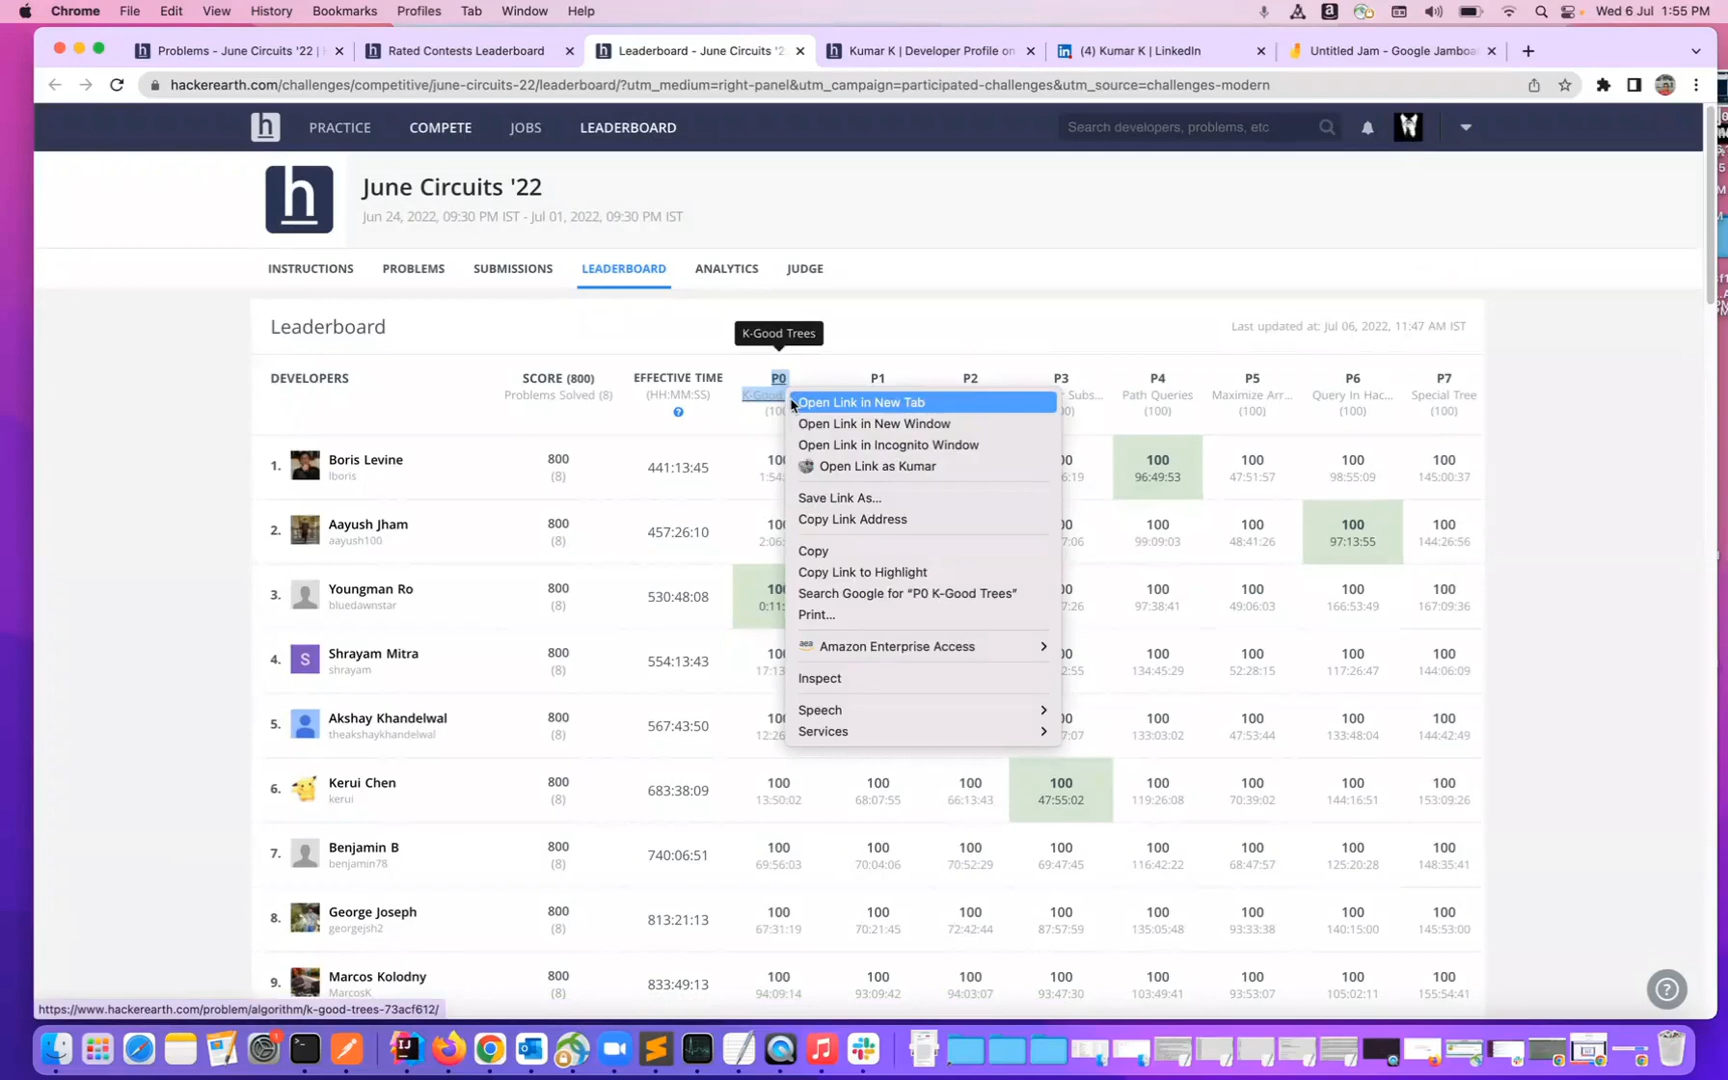 Chrome File Edit View History Bookmarks Profiles Tab Window Help Wed 6 Jul 1:55 PM
Problems - June Circuits '22 | Rated Contests Leaderboard Leaderboard - June Circuits '2 Kumar K | Developer Profile on (4) Kumar K | LinkedIn Untitled Jam - Google Jamboa
hackerearth.com/challenges/competitive/june-circuits-22/leaderboard/?utm_medium=right-panel&utm_campaign=participated-challenges&utm_source=challenges-modern
h PRACTICE COMPETE JOBS LEADERBOARD Search developers, problems, etc
h
June Circuits '22
Jun 24, 2022, 09:30 PM IST - Jul 01, 2022, 09:30 PM IST
INSTRUCTIONS PROBLEMS SUBMISSIONS LEADERBOARD ANALYTICS JUDGE
Leaderboard K-Good Trees Last updated at: Jul 06, 2022, 11:47 AM IST
DEVELOPERS SCORE (800) EFFECTIVE TIME P0 P1 P2 P3 P4 P5 P6 P7
Problems Solved (8) (HH:MM:SS) K-Good Subs... Path Queries Maximize Arr... Query In Hac... Special Tree
(100) (100) (100) (100)
Open Link in New Tab
Open Link in New Window
Open Link in Incognito Window
Open Link as Kumar
Save Link As...
Copy Link Address
Copy
Copy Link to Highlight
Search Google for “P0 K-Good Trees”
Print...
aea Amazon Enterprise Access
Inspect
Speech
Services
1. Boris Levine 800 441:13:45 100 100 100 100
lboris (8) 1:54: 96:49:53 47:51:57 98:55:09 145:00:37
2. Aayush Jham 800 457:26:10 100 100 100 100
aayush100 (8) 2:06: 99:09:03 48:41:26 97:13:55 144:26:56
3. Youngman Ro 800 530:48:08 100 100 100 100
bluedawnstar (8) 0:11: 97:38:41 49:06:03 166:53:49 167:09:36
4. S Shrayam Mitra 800 554:13:43 100 100 100 100
shrayam (8) 17:13 134:45:29 52:28:15 117:26:47 144:06:09
5. Akshay Khandelwal 800 567:43:50 100 100 100 100
theakshaykhandelwal (8) 12:26 133:03:02 47:53:44 133:48:04 144:42:49
6. Kerui Chen 800 683:38:09 100 100 100 100 100 100 100 100
kerui (8) 13:50:02 68:07:55 66:13:43 47:55:02 119:26:08 70:39:02 144:16:51 153:09:26
7. Benjamin B 800 740:06:51 100 100 100 100 100 100 100 100
benjamin78 (8) 69:56:03 70:04:06 70:52:29 69:47:45 116:42:22 68:47:57 125:20:28 148:35:41
8. George Joseph 800 813:21:13 100 100 100 100 100 100 100 100
georgejsh2 (8) 67:31:19 70:21:45 72:42:44 87:57:59 135:05:48 93:33:38 140:15:00 145:53:00
9. Marcos Kolodny 800 833:49:13 100 100 100 100 100 100 100 100
MarcosK (8) 94:09:14 93:09:42 94:03:07 93:47:30 103:49:41 93:53:07 105:02:11 155:54:41
https://www.hackerearth.com/problem/algorithm/k-good-trees-73acf612/